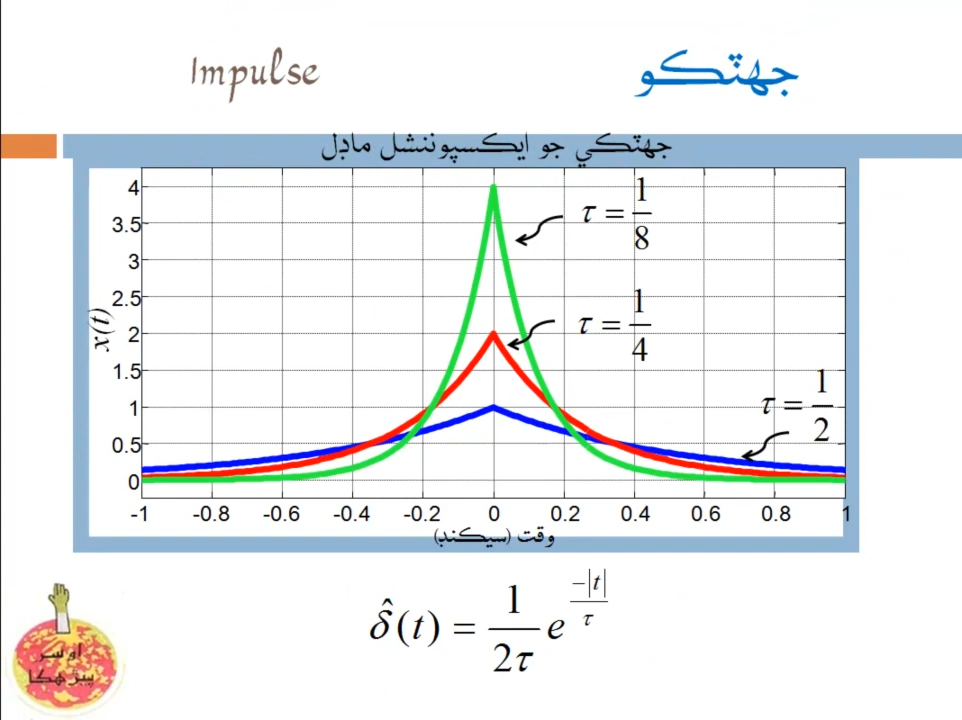 Impulse
جھٽڪو
جھٽڪي جو ايڪسپوننشل ماڊل
x(t)
4
3.5
3
2.5
2
1.5
1
0.5
0
τ = 1/8
τ = 1/4
τ = 1/2
-1 -0.8 -0.6 -0.4 -0.2 0 0.2 0.4 0.6 0.8 1
وقت (سيڪنڊ)
δ̂(t) = 1/2τ e^(-|t|/τ)